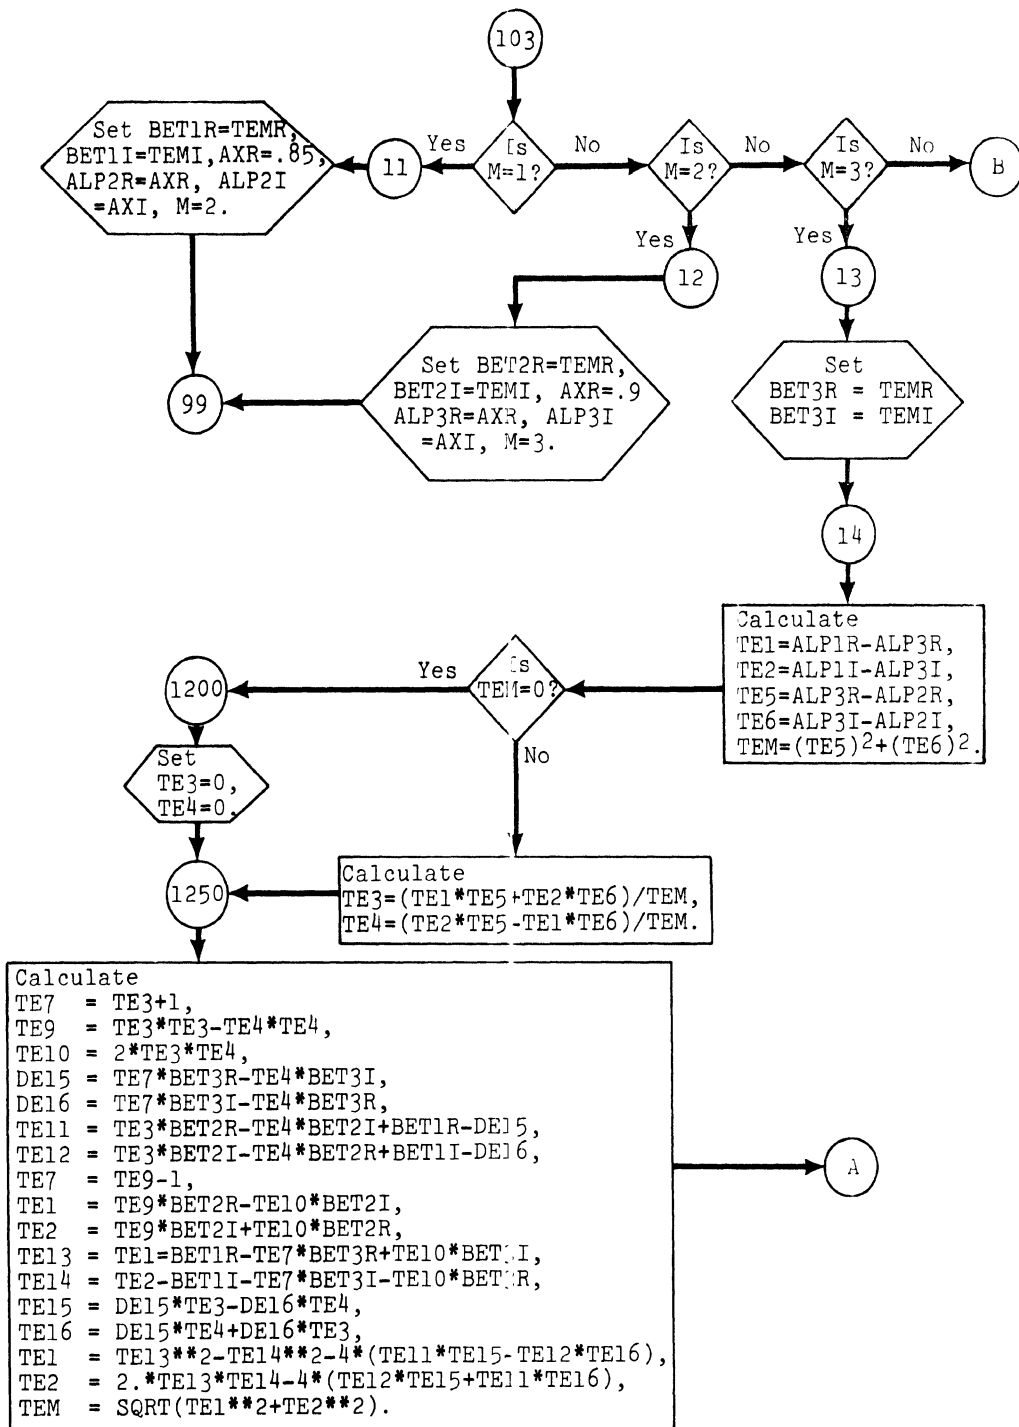 103
Set BET1R=TEMR,
BET1I=TEMI,AXR=.85,
ALP2R=AXR, ALP2I
=AXI, M=2.
Yes
11
Is
M=1?
No
Is
M=2?
No
Is
M=3?
No
B
Yes
12
Yes
13
Set BET2R=TEMR,
BET2I=TEMI, AXR=.9
ALP3R=AXR, ALP3I
=AXI, M=3.
99
Set
BET3R = TEMR
BET3I = TEMI
14
Calculate
TE1=ALP1R-ALP3R,
TE2=ALP1I-ALP3I,
TE5=ALP3R-ALP2R,
TE6=ALP3I-ALP2I,
TEM=(TE5)²+(TE6)².
Is
TEM=0?
Yes
1200
No
Set
TE3=0,
TE4=0.
1250
Calculate
TE3=(TE1*TE5+TE2*TE6)/TEM,
TE4=(TE2*TE5-TE1*TE6)/TEM.
Calculate
TE7 = TE3+1,
TE9 = TE3*TE3-TE4*TE4,
TE10 = 2*TE3*TE4,
DE15 = TE7*BET3R-TE4*BET3I,
DE16 = TE7*BET3I-TE4*BET3R,
TE11 = TE3*BET2R-TE4*BET2I+BET1R-DE15,
TE12 = TE3*BET2I-TE4*BET2R+BET1I-DE16,
TE7 = TE9-1,
TE1 = TE9*BET2R-TE10*BET2I,
TE2 = TE9*BET2I+TE10*BET2R,
TE13 = TE1=BET1R-TE7*BET3R+TE10*BET3I,
TE14 = TE2-BET1I-TE7*BET3I-TE10*BET3R,
TE15 = DE15*TE3-DE16*TE4,
TE16 = DE15*TE4+DE16*TE3,
TE1 = TE13**2-TE14**2-4*(TE11*TE15-TE12*TE16),
TE2 = 2.*TE13*TE14-4*(TE12*TE15+TE11*TE16),
TEM = SQRT(TE1**2+TE2**2).
A